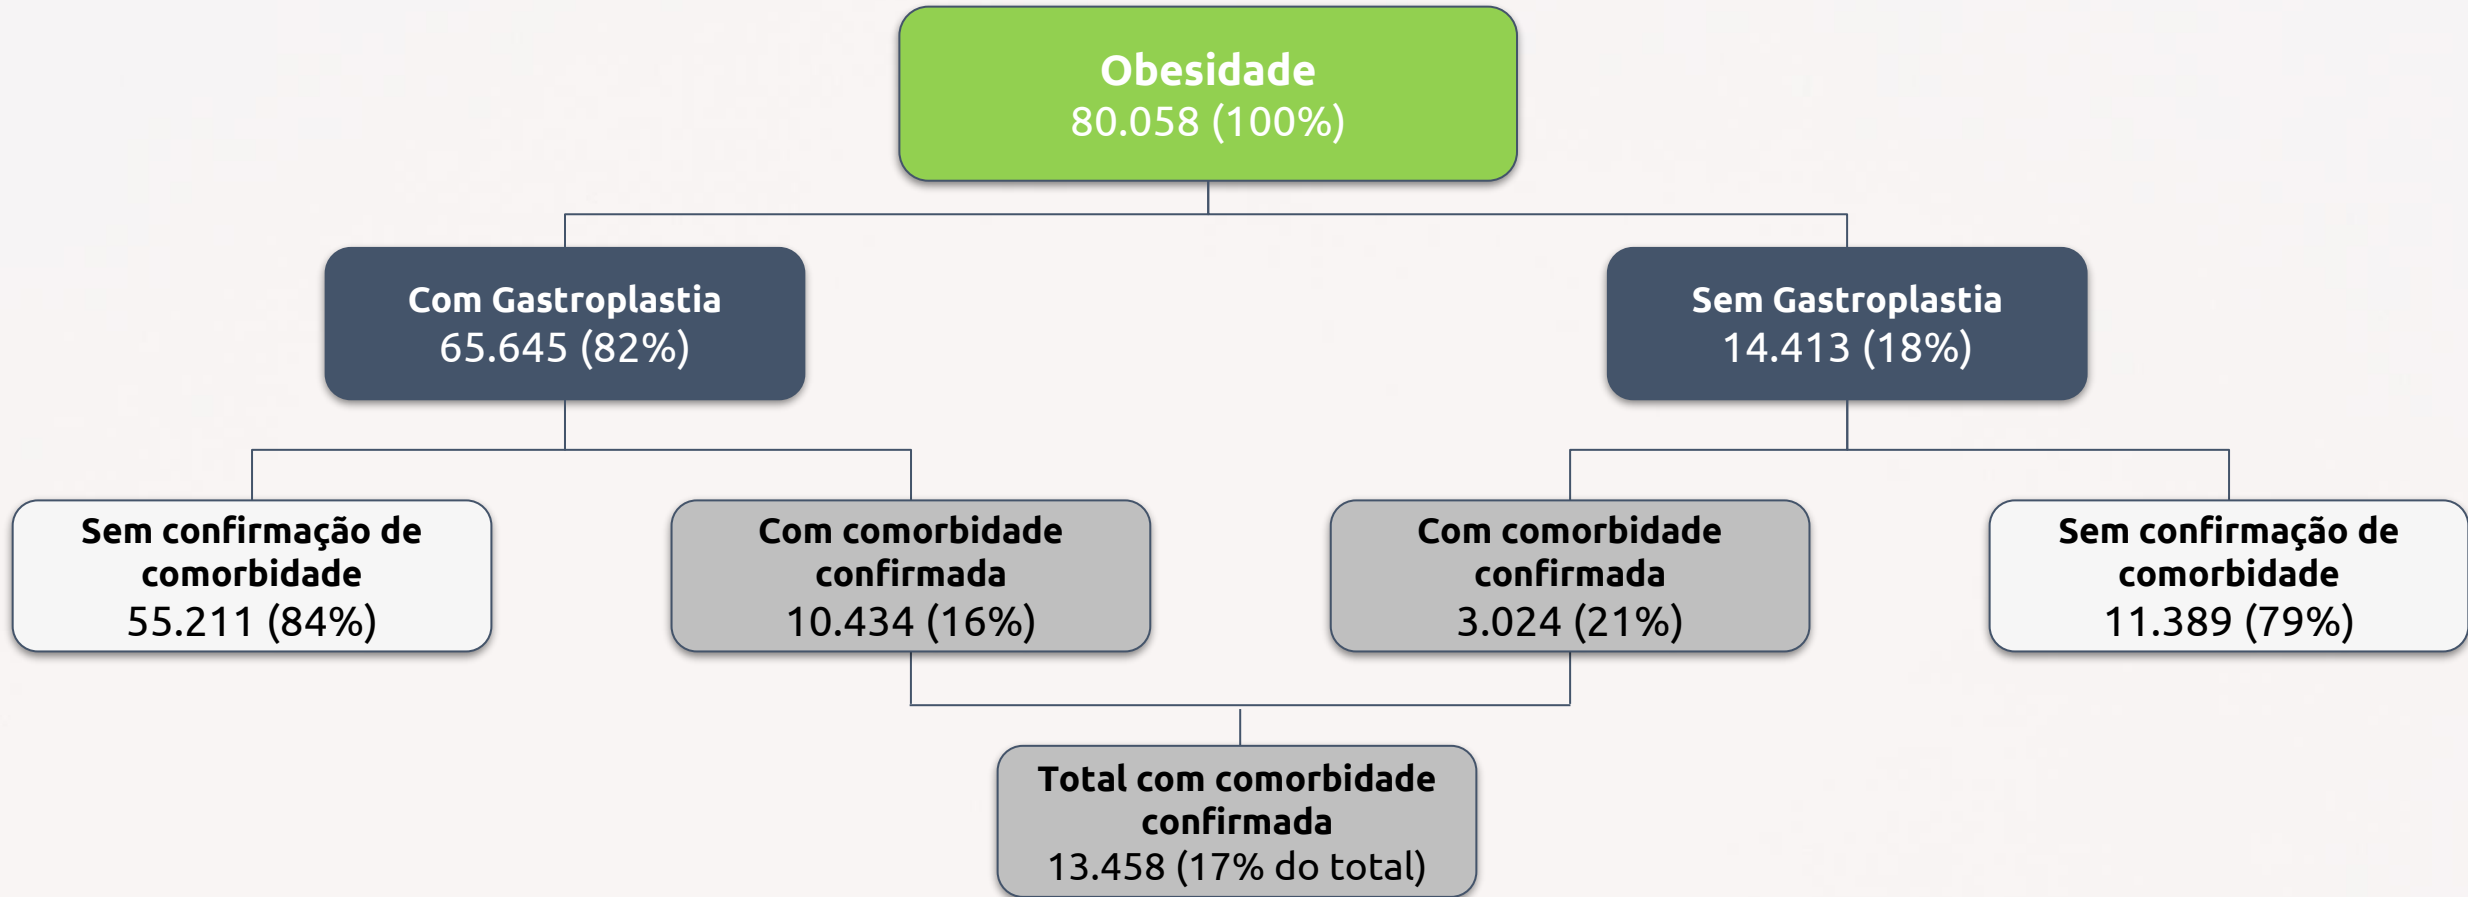 Obesidade
80.058 (100%)
Com Gastroplastia
65.645 (82%)
Sem Gastroplastia
14.413 (18%)
Sem confirmação de
comorbidade
55.211 (84%)
Com comorbidade
confirmada
10.434 (16%)
Com comorbidade
confirmada
3.024 (21%)
Sem confirmação de
comorbidade
11.389 (79%)
Total com comorbidade
confirmada
13.458 (17% do total)